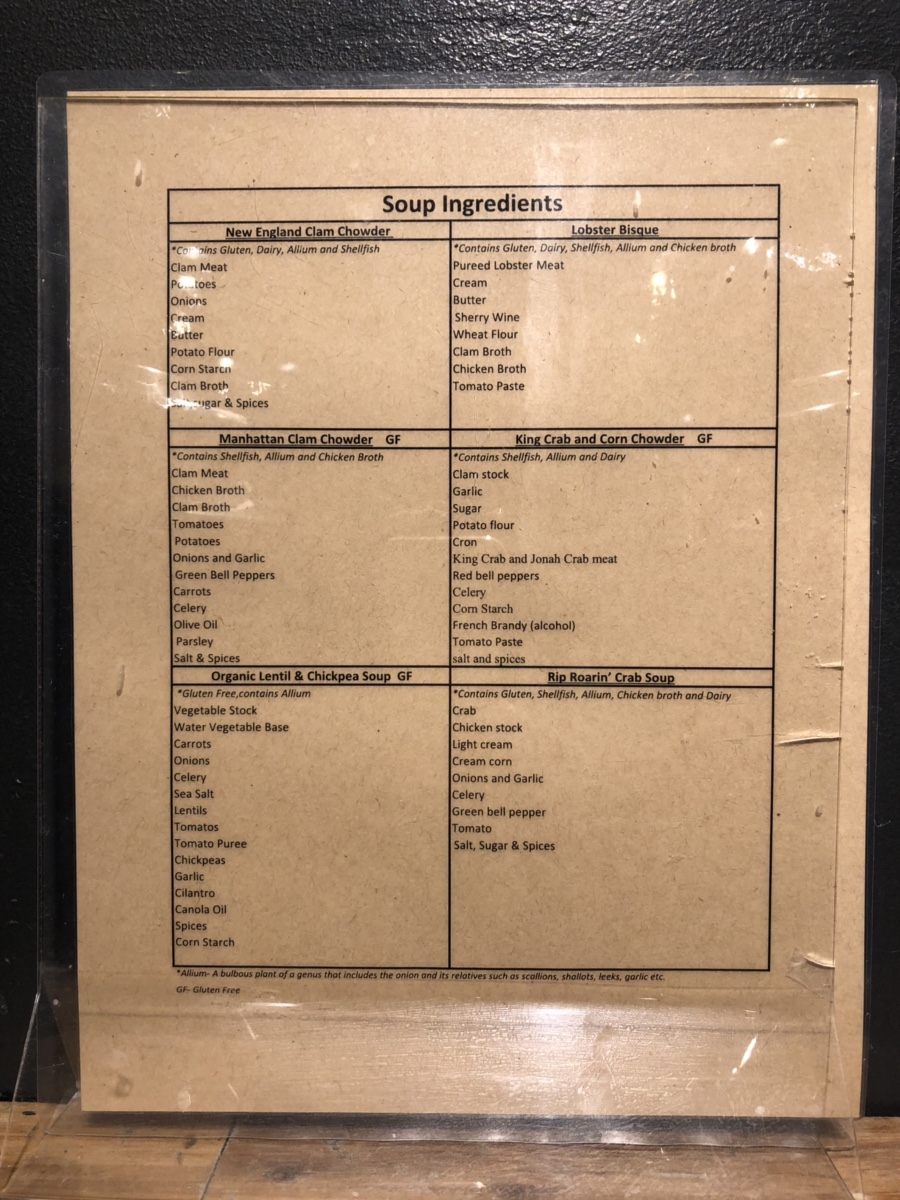 Soup Ingredients
New England Clam Chowder
*Contains Gluten, Dairy, Allium and Shellfish
Clam Meat
Potatoes
Onions
Cream
Butter
Potato Flour
Corn Starch
Clam Broth
Salt,sugar & Spices
Lobster Bisque
*Contains Gluten, Dairy, Shellfish, Allium and Chicken broth
Pureed Lobster Meat
Cream
Butter
Sherry Wine
Wheat Flour
Clam Broth
Chicken Broth
Tomato Paste
Manhattan Clam Chowder GF
*Contains Shellfish, Allium and Chicken Broth
Clam Meat
Chicken Broth
Clam Broth
Tomatoes
Potatoes
Onions and Garlic
Green Bell Peppers
Carrots
Celery
Olive Oil
Parsley
Salt & Spices
King Crab and Corn Chowder GF
*Contains Shellfish, Allium and Dairy
Clam stock
Garlic
Sugar
Potato flour
Cron
King Crab and Jonah Crab meat
Red bell peppers
Celery
Corn Starch
French Brandy (alcohol)
Tomato Paste
salt and spices
Organic Lentil & Chickpea Soup GF
*Gluten Free,contains Allium
Vegetable Stock
Water Vegetable Base
Carrots
Onions
Celery
Sea Salt
Lentils
Tomatos
Tomato Puree
Chickpeas
Garlic
Cilantro
Canola Oil
Spices
Corn Starch
Rip Roarin' Crab Soup
*Contains Gluten, Shellfish, Allium, Chicken broth and Dairy
Crab
Chicken stock
Light cream
Cream corn
Onions and Garlic
Celery
Green bell pepper
Tomato
Salt, Sugar & Spices
*Allium- A bulbous plant of a genus that includes the onion and its relatives such as scallions, shallots, leeks, garlic etc.
GF- Gluten Free